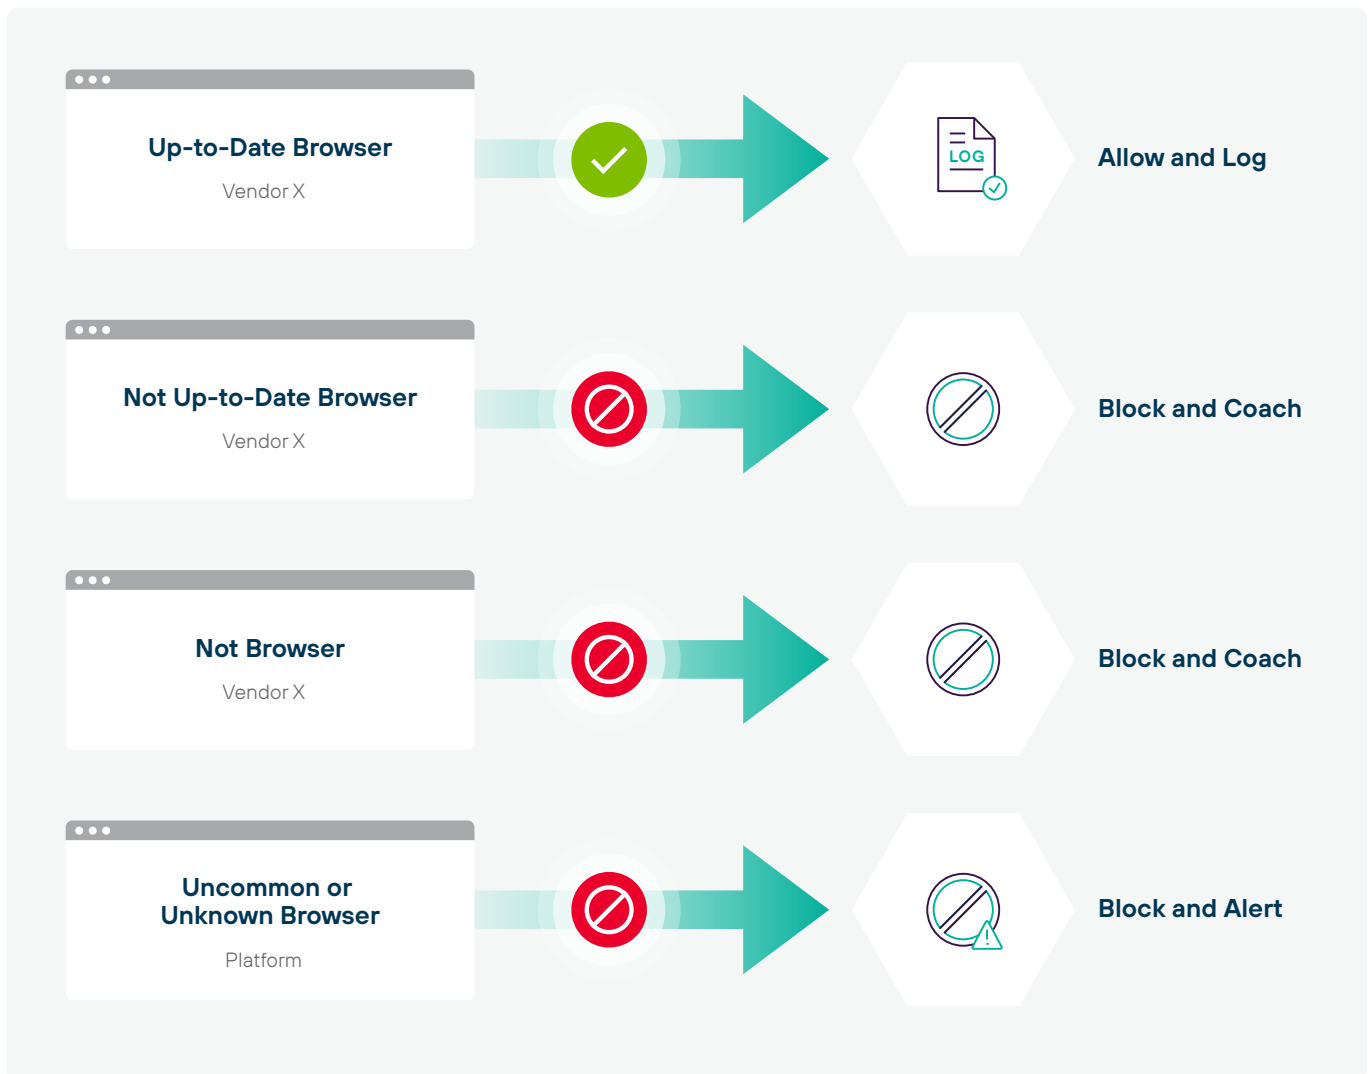 Up-to-Date Browser
Vendor X
LOG
Allow and Log
Not Up-to-Date Browser
Vendor X
Block and Coach
Not Browser
Vendor X
Block and Coach
Uncommon or
Unknown Browser
Platform
Block and Alert